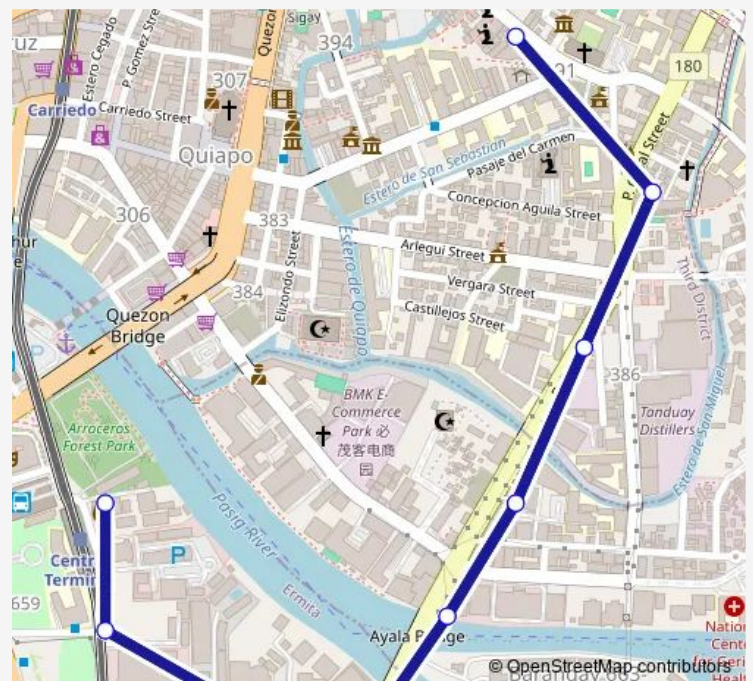 Sigay
394
Quezon
Estero Cegado
P. Gomez Stre
uz
307
180
Carriedo
Carriedo Street
Quiapo
Pasaje del Carmen
Estero de San Sebastian
Concepcion Aguila Street
306
383
Arlegui Street
Elizondo Street
Estero de Quiapo
Third District
384
Vergara Street
Castillejos Street
Quezon
Bridge
386
BMK E-
Commerce
Park 必
茂客电商
园
Tanduay
Distillers
Estero de San Miguel
Arroceros
Forest Park
Pasig River
Ermita
659
Ayala Bridge
© OpenStreetMap contributors